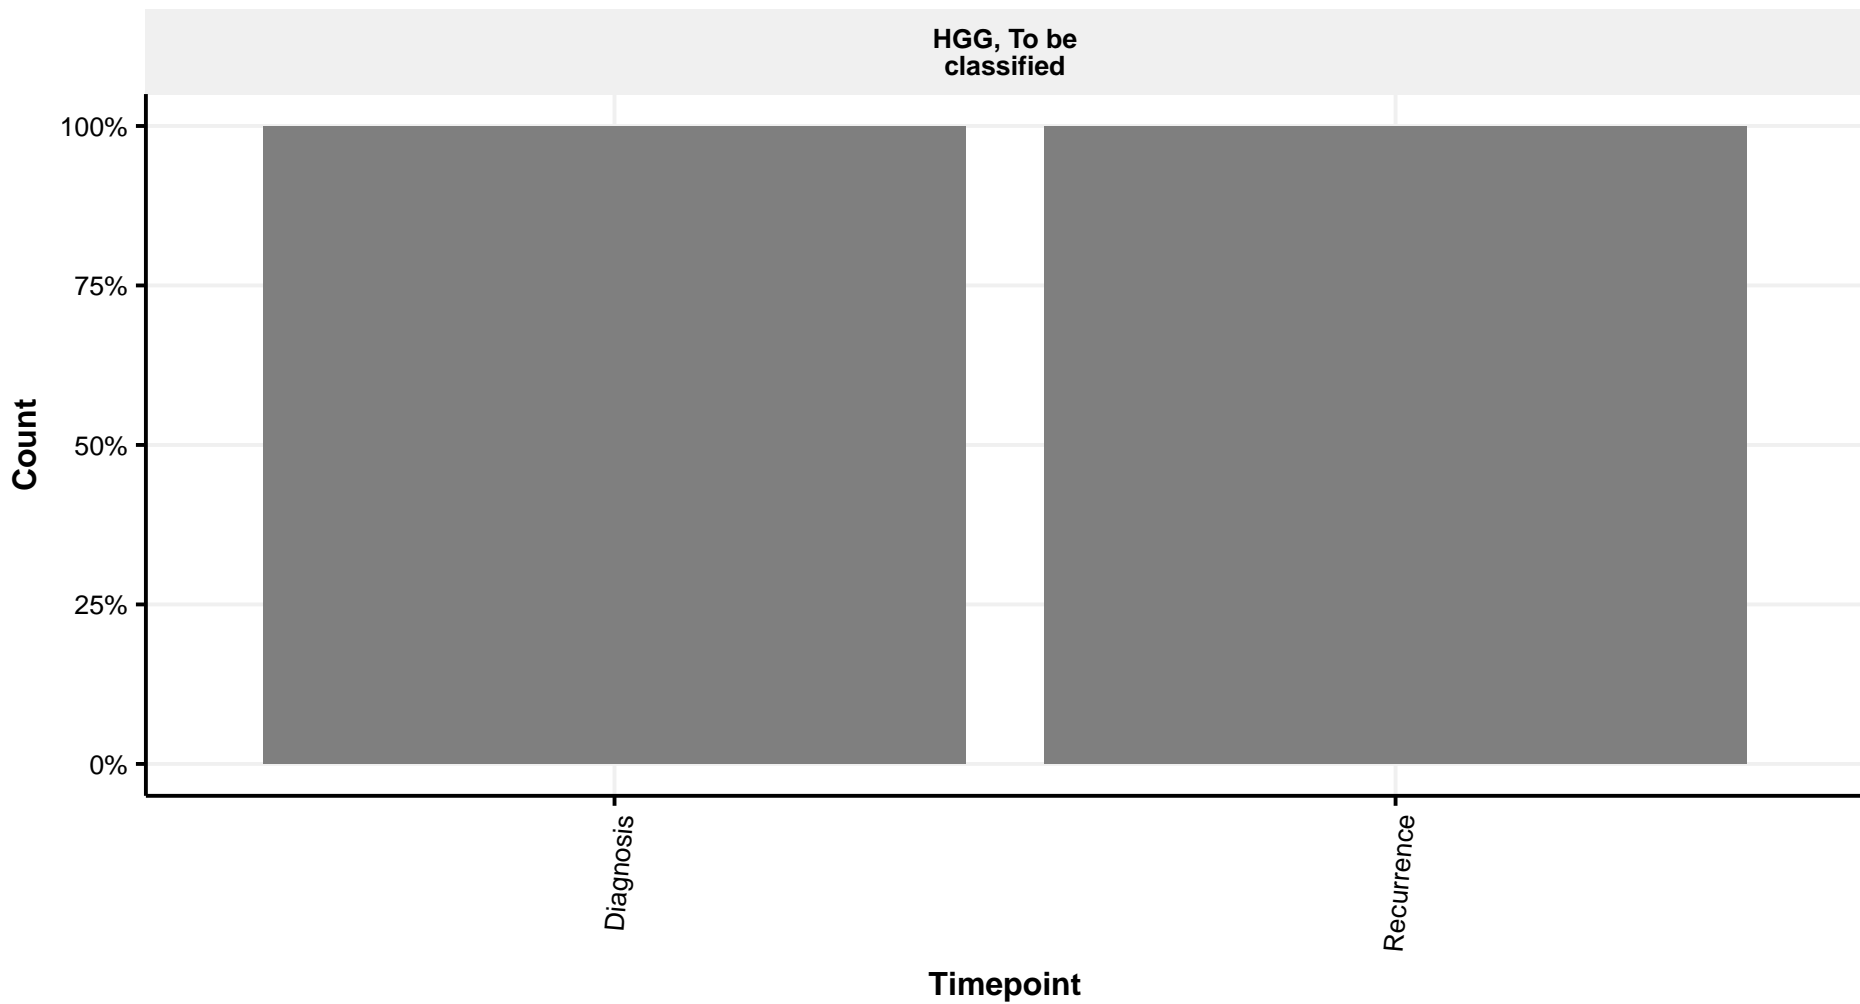 HGG, To be
classified
100%
75%
50%
25%
0%
Count
Diagnosis
Recurrence
Timepoint